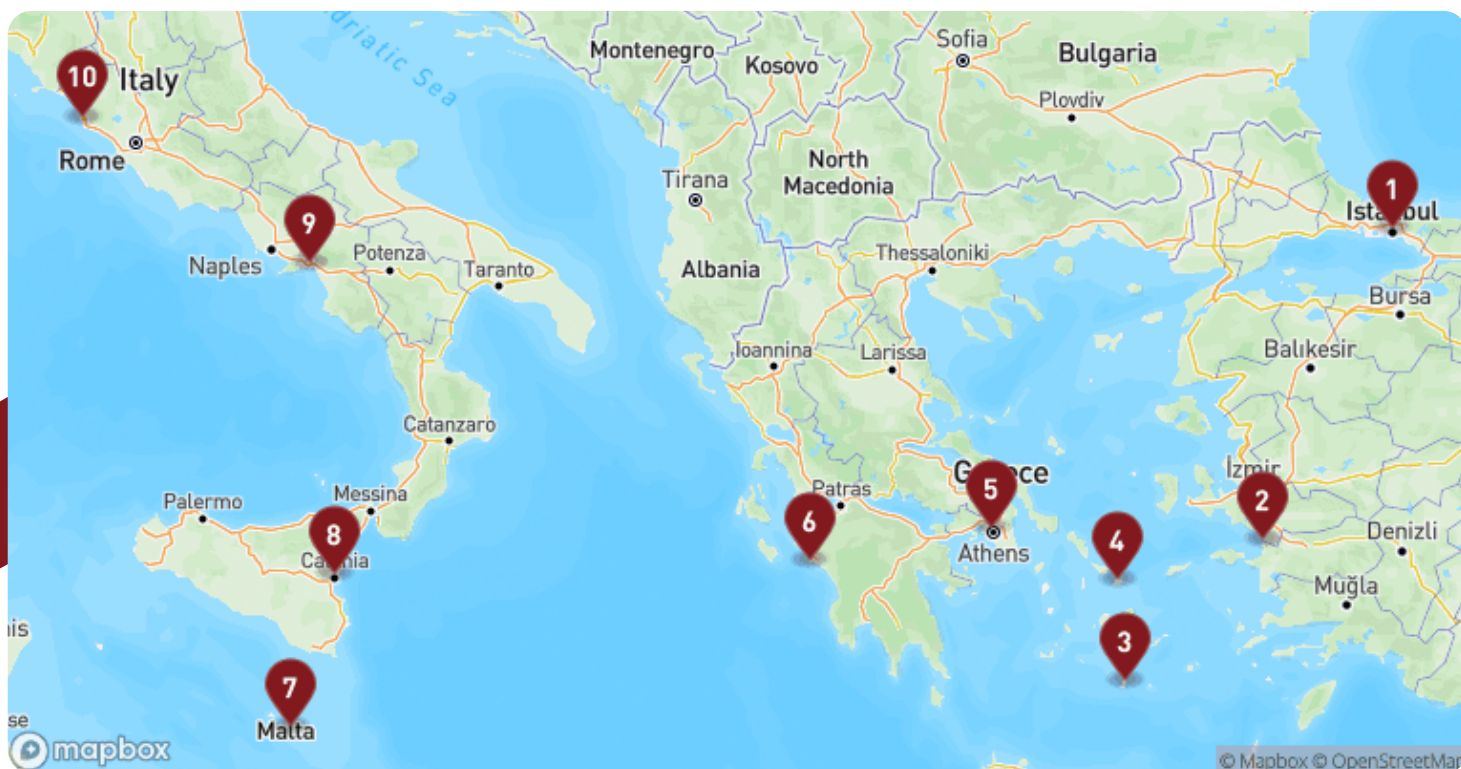 Adriatic Sea
Montenegro
Kosovo
Sofia
Bulgaria
Plovdiv
10
Italy
Rome
North
Macedonia
Tirana
1
Istanbul
9
Naples
Potenza
Taranto
Albania
Thessaloniki
Bursa
Ioannina
Larissa
Balıkesir
Catanzaro
Greece
İzmir
Palermo
Messina
Patras
5
2
6
8
Catania
Athens
4
Denizli
Muğla
3
7
Malta
mapbox
© Mapbox © OpenStreetMap